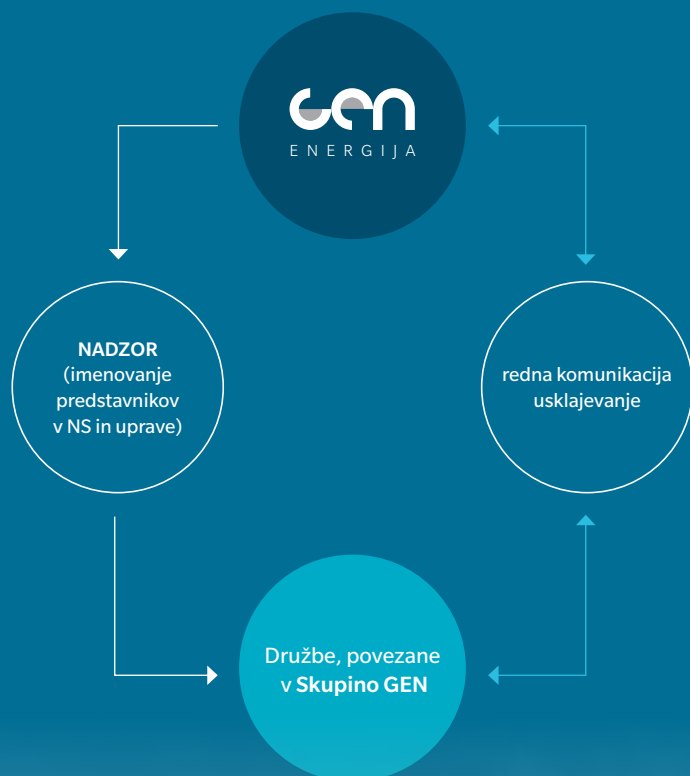 gen
ENERGIJA
NADZOR
(imenovanje
predstavnikov
v NS in uprave)
redna komunikacija
usklajevanje
Družbe, povezane
v Skupino GEN